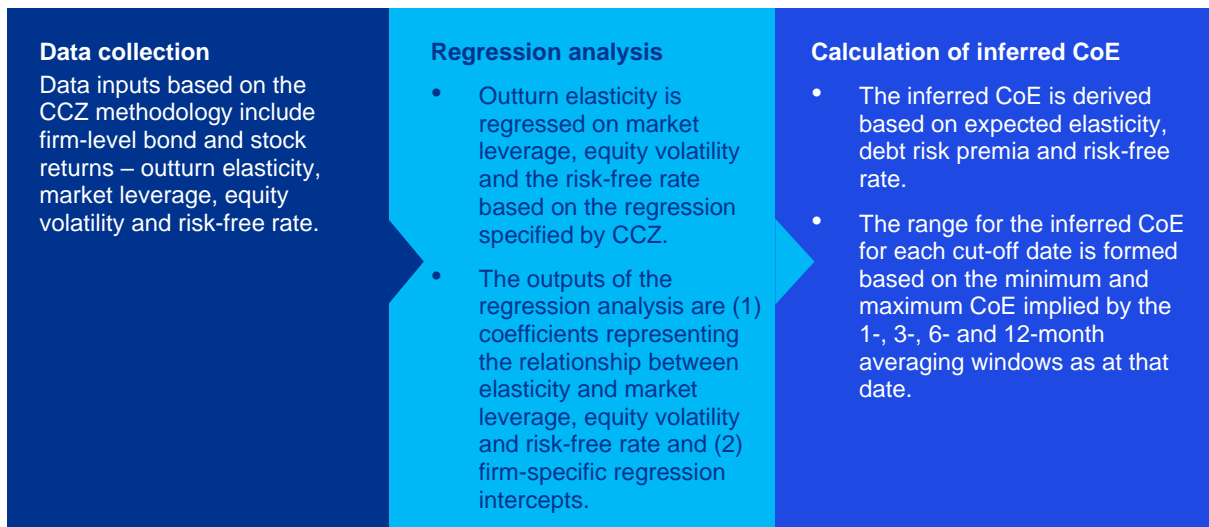 Data collection
Data inputs based on the
CCZ methodology include
firm-level bond and stock
returns – outturn elasticity,
market leverage, equity
volatility and risk-free rate.
Regression analysis
• Outturn elasticity is
regressed on market
leverage, equity volatility
and the risk-free rate
based on the regression
specified by CCZ.
• The outputs of the
regression analysis are (1)
coefficients representing
the relationship between
elasticity and market
leverage, equity volatility
and risk-free rate and (2)
firm-specific regression
intercepts.
Calculation of inferred CoE
• The inferred CoE is derived
based on expected elasticity,
debt risk premia and risk-free
rate.
• The range for the inferred CoE
for each cut-off date is formed
based on the minimum and
maximum CoE implied by the
1-, 3-, 6- and 12-month
averaging windows as at that
date.